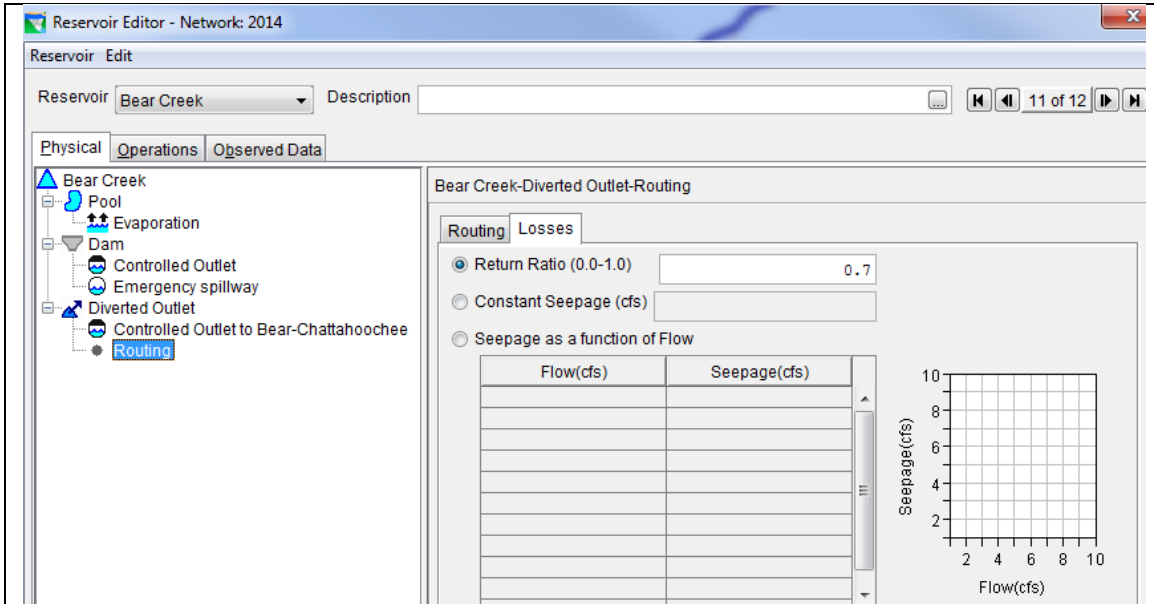 Reservoir Editor - Network: 2014
Reservoir Edit
Reservoir Bear Creek Description ... 11 of 12
Physical Operations Observed Data
Bear Creek
Pool
Evaporation
Dam
Controlled Outlet
Emergency spillway
Diverted Outlet
Controlled Outlet to Bear-Chattahoochee
Routing
Bear Creek-Diverted Outlet-Routing
Routing Losses
Return Ratio (0.0-1.0) 0.7
Constant Seepage (cfs)
Seepage as a function of Flow
Flow(cfs) Seepage(cfs)
Seepage(cfs)
10
8
6
4
2
2 4 6 8 10
Flow(cfs)